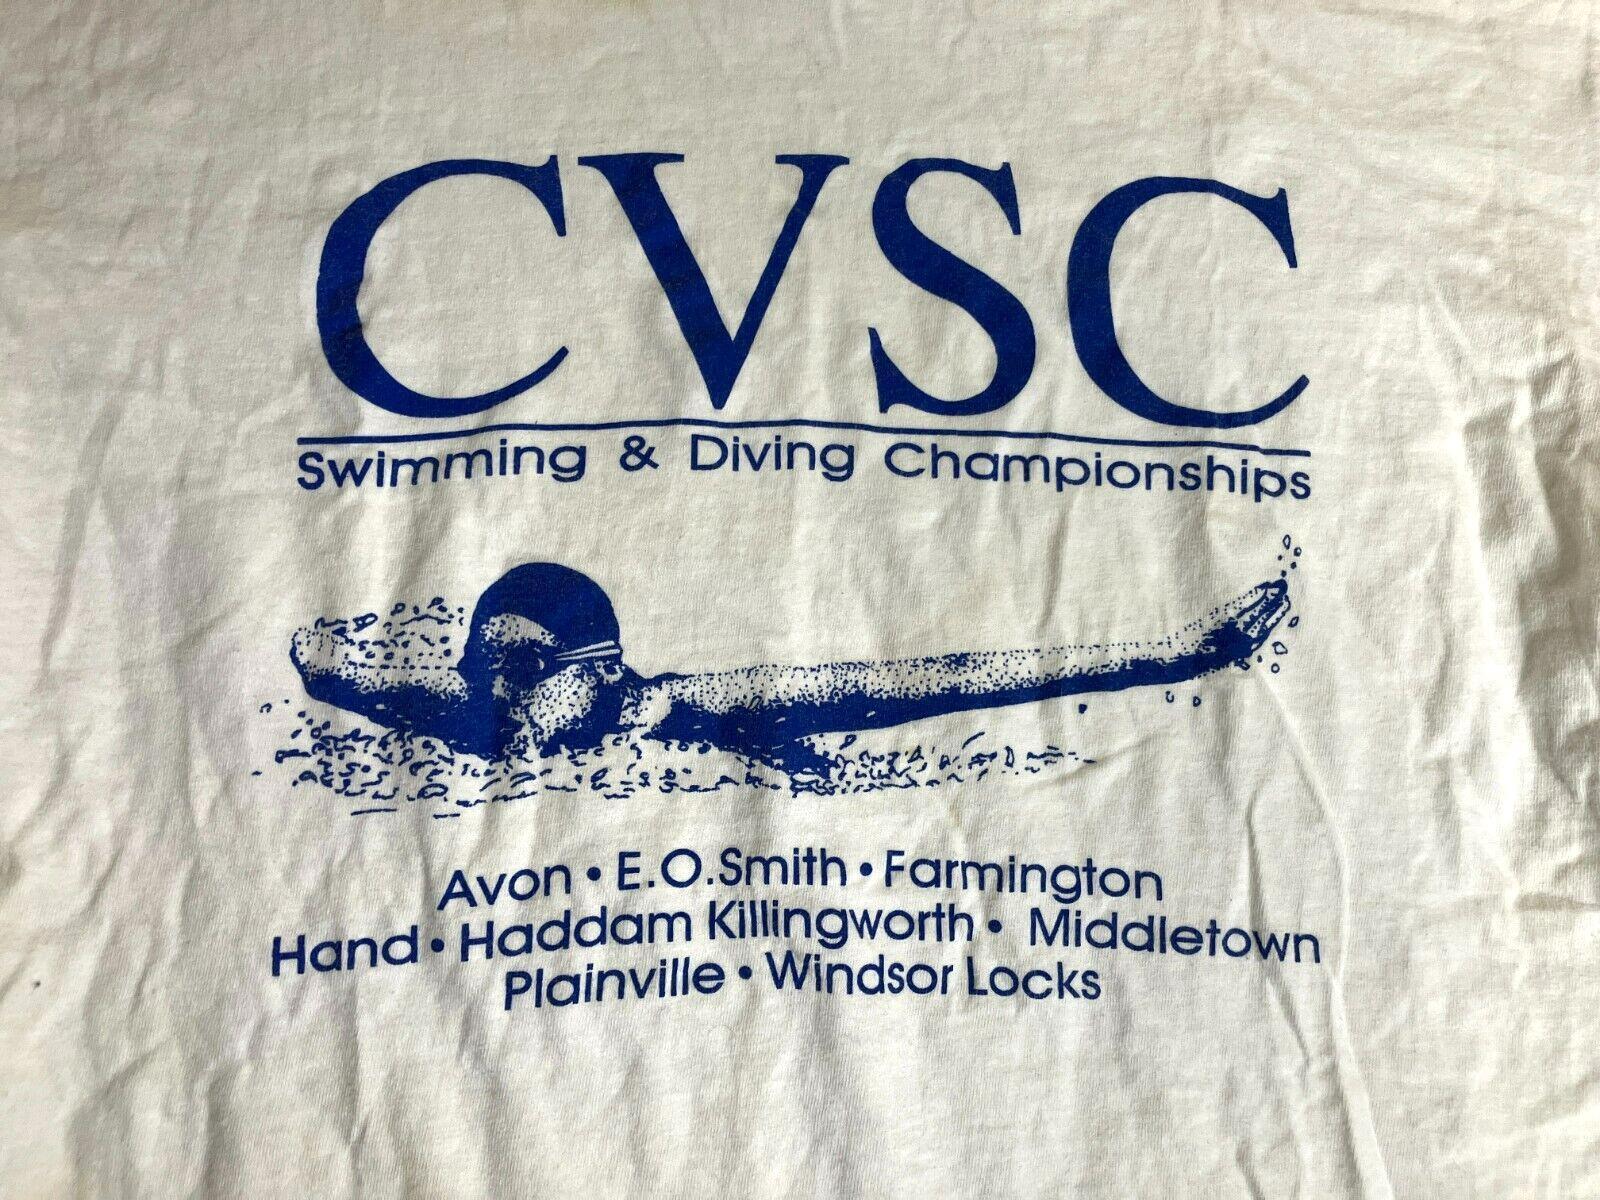 CVSC
Swimming & Diving Championships
Avon • E.O.Smith • Farmington
Hand • Haddam Killingworth • Middletown
Plainville • Windsor Locks